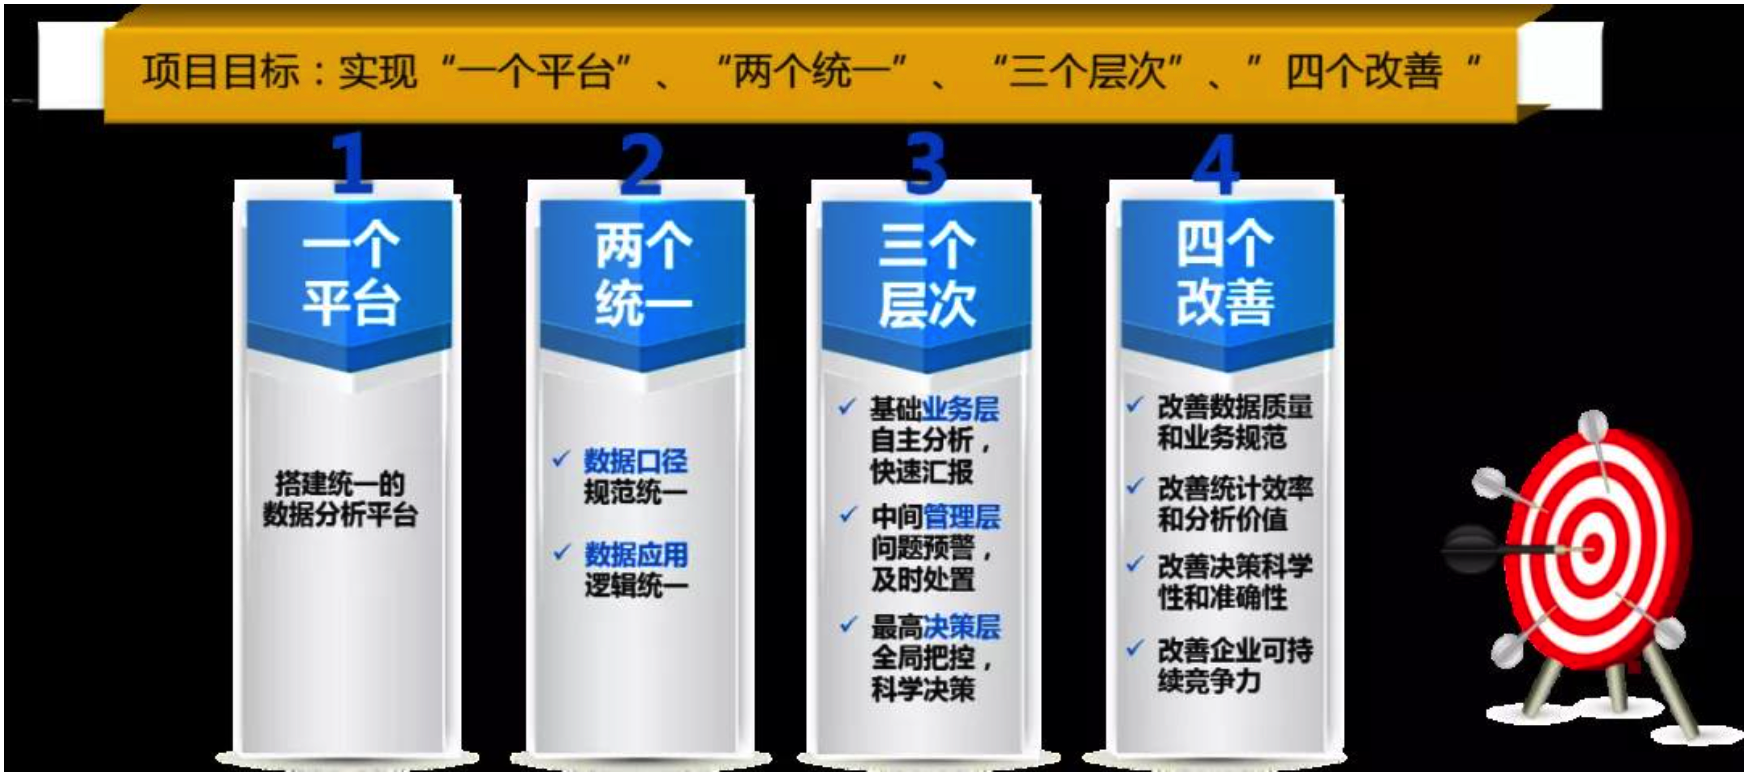 项目目标：实现“一个平台”、“两个统一”、“三个层次”、”四个改善“
1
一个
平台
搭建统一的
数据分析平台
2
两个
统一
✓ 数据口径
规范统一
✓ 数据应用
逻辑统一
3
三个
层次
✓ 基础业务层
自主分析，
快速汇报
✓ 中间管理层
问题预警，
及时处置
✓ 最高决策层
全局把控，
科学决策
4
四个
改善
✓ 改善数据质量
和业务规范
✓ 改善统计效率
和分析价值
✓ 改善决策科学
性和准确性
✓ 改善企业可持
续竞争力